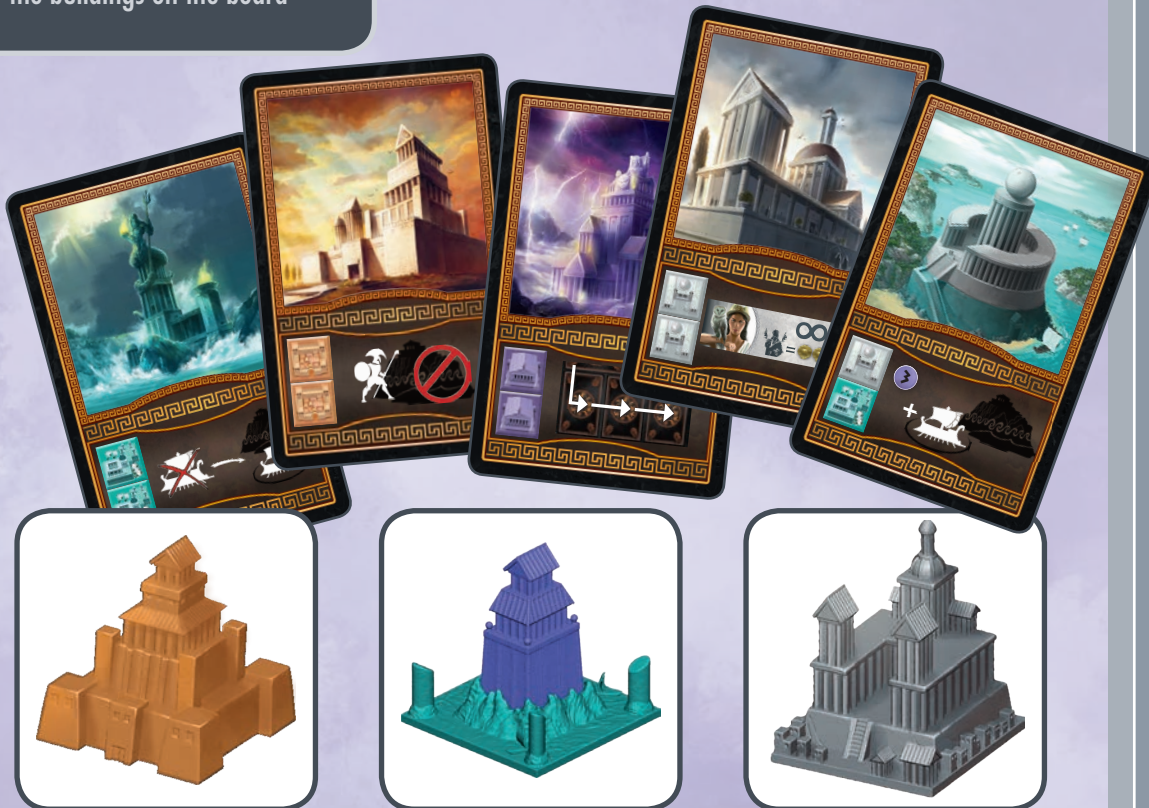 the buildings on the board
+
=